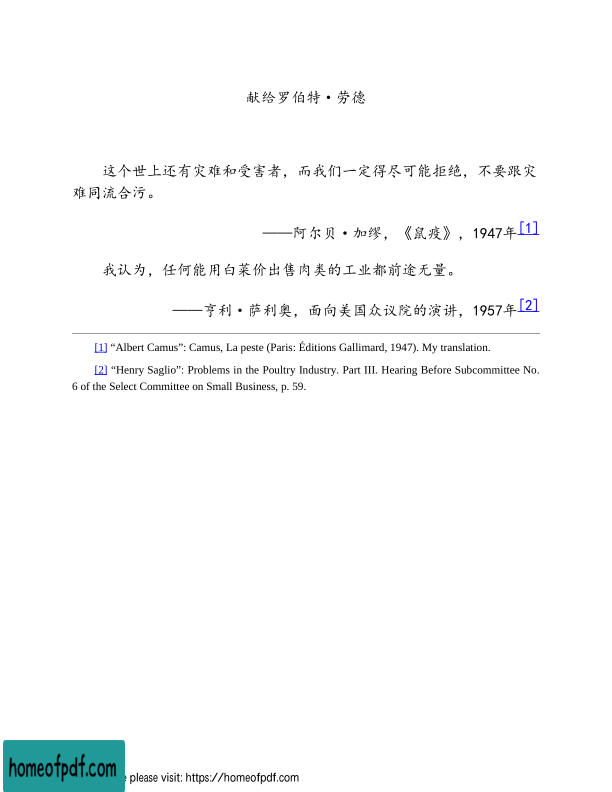 献给罗伯特·劳德
这个世上还有灾难和受害者，而我们一定得尽可能拒绝，不要跟灾
难同流合污。
——阿尔贝·加缪，《鼠疫》，1947年[1]
我认为，任何能用白菜价出售肉类的工业都前途无量。
——亨利·萨利奥，面向美国众议院的演讲，1957年[2]
[1] “Albert Camus”: Camus, La peste (Paris: Éditions Gallimard, 1947). My translation.
[2] “Henry Saglio”: Problems in the Poultry Industry. Part III. Hearing Before Subcommittee No.
6 of the Select Committee on Small Business, p. 59.
homeofpdf.com
please visit: https://homeofpdf.com